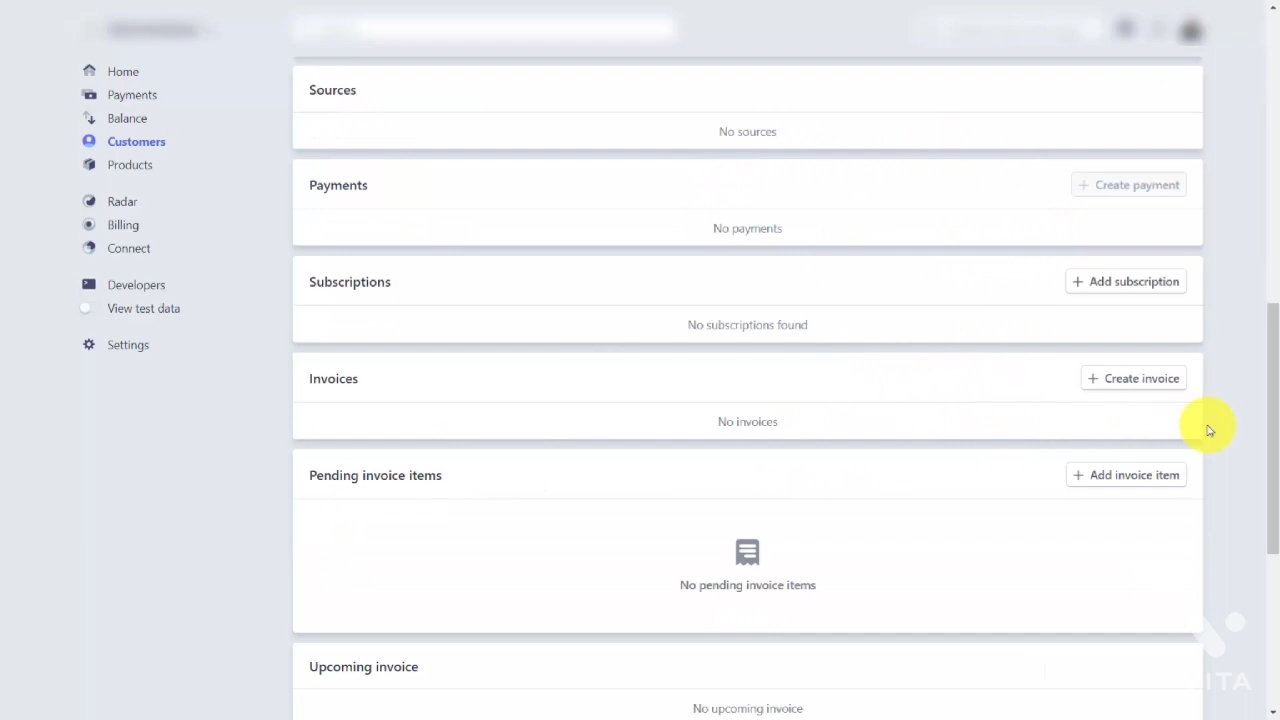 Home
Payments
Balance
Customers
Products
Radar
Billing
Connect
Developers
View test data
Settings
Sources
No sources
Payments
Create payment
No payments
Subscriptions
Add subscription
No subscriptions found
Invoices
Create invoice
No invoices
Pending invoice items
Add invoice item
No pending invoice items
Upcoming invoice
No upcoming invoice